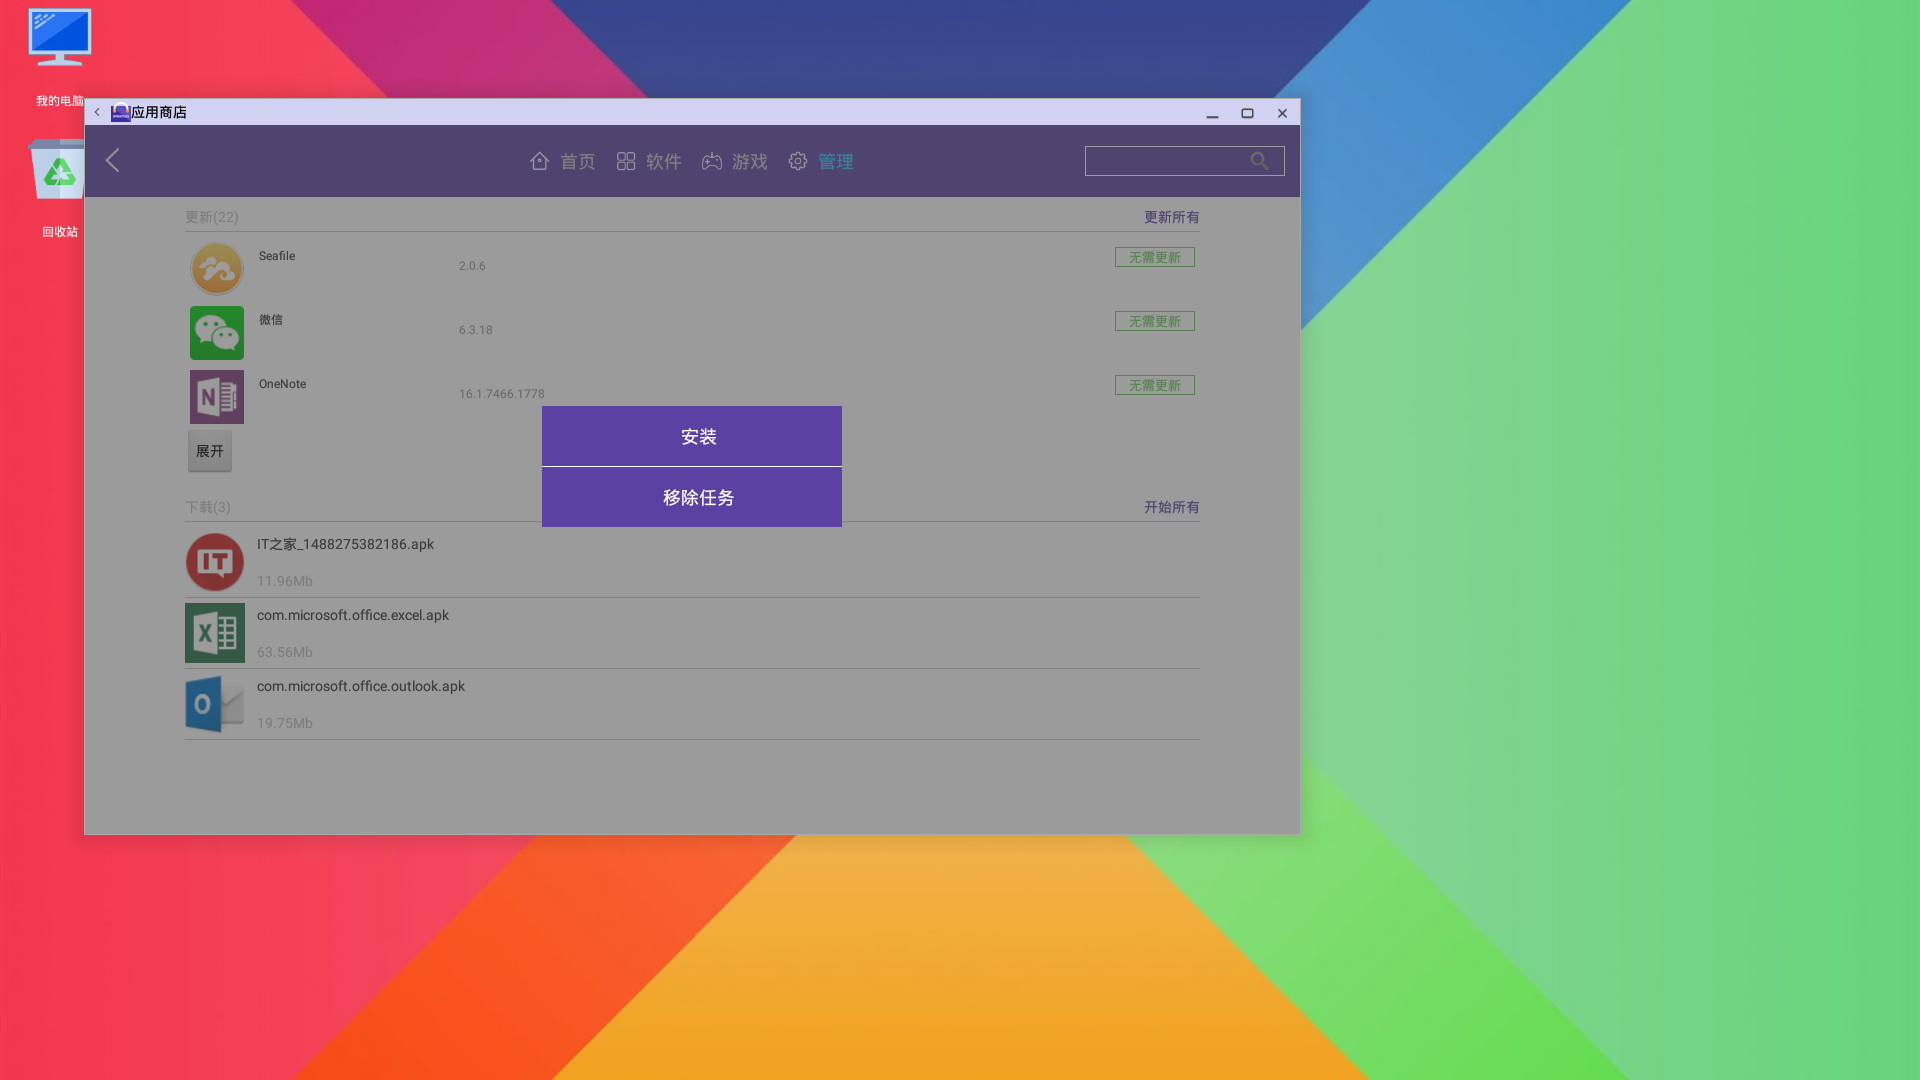 我的电脑
回收站
应用商店
首页 软件 游戏 管理
更新(22) 更新所有
Seafile 2.0.6 无需更新
微信 6.3.18 无需更新
OneNote 16.1.7466.1778 无需更新
展开
安装
移除任务
下载(3) 开始所有
IT之家_1488275382186.apk
11.96Mb
com.microsoft.office.excel.apk
63.56Mb
com.microsoft.office.outlook.apk
19.75Mb